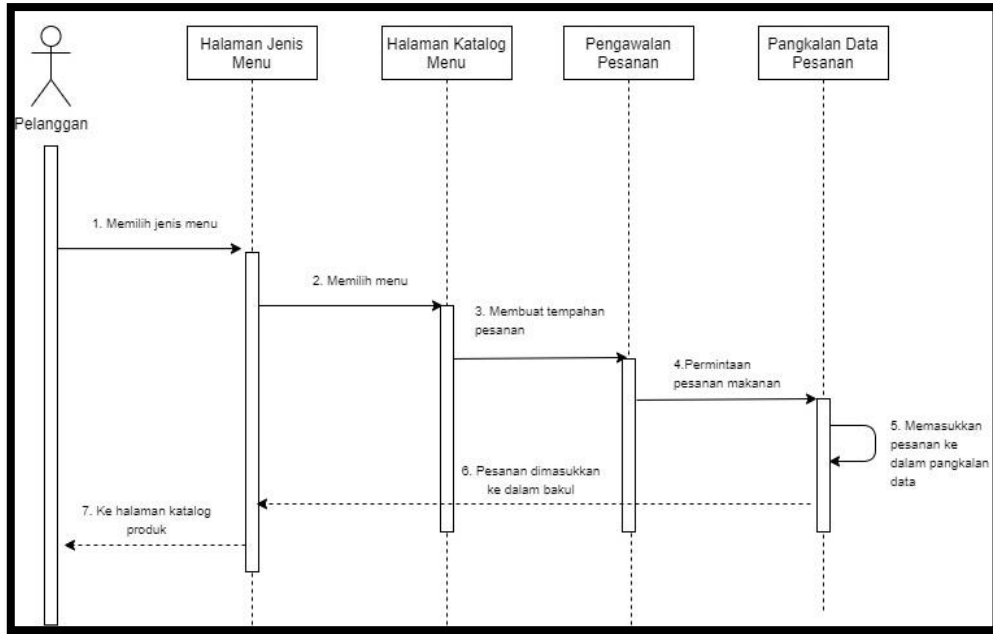 Halaman Jenis
Menu
Halaman Katalog
Menu
Pengawalan
Pesanan
Pangkalan Data
Pesanan
Pelanggan
1. Memilih jenis menu
2. Memilih menu
3. Membuat tempahan
pesanan
4.Permintaan
pesanan makanan
5. Memasukkan
pesanan ke
dalam pangkalan
data
6. Pesanan dimasukkan
ke dalam bakul
7. Ke halaman katalog
produk